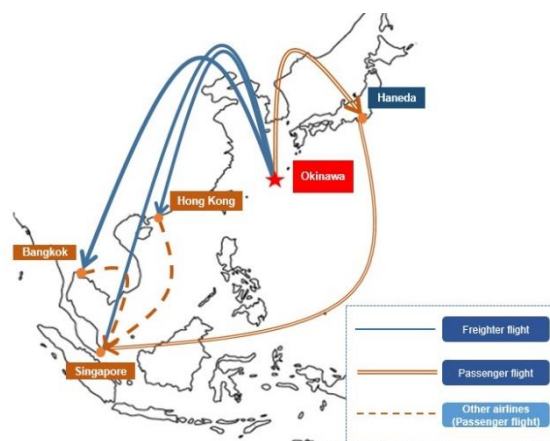 Haneda
Okinawa
Hong Kong
Bangkok
Singapore
Freighter flight
Passenger flight
Other airlines
(Passenger flight)